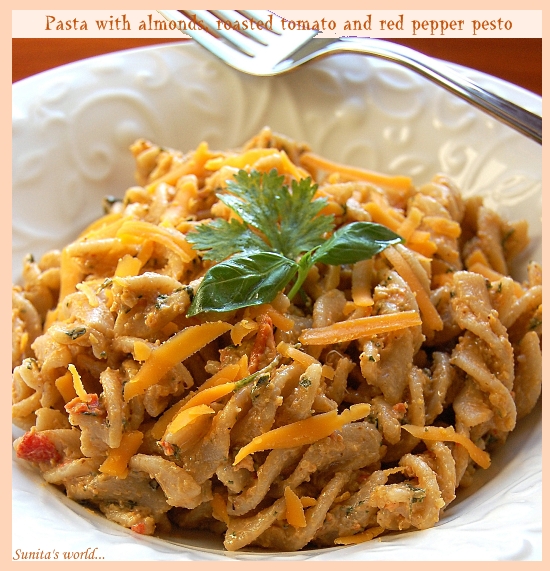 Pasta with almonds, roasted tomato and red pepper pesto
Sunita's world...